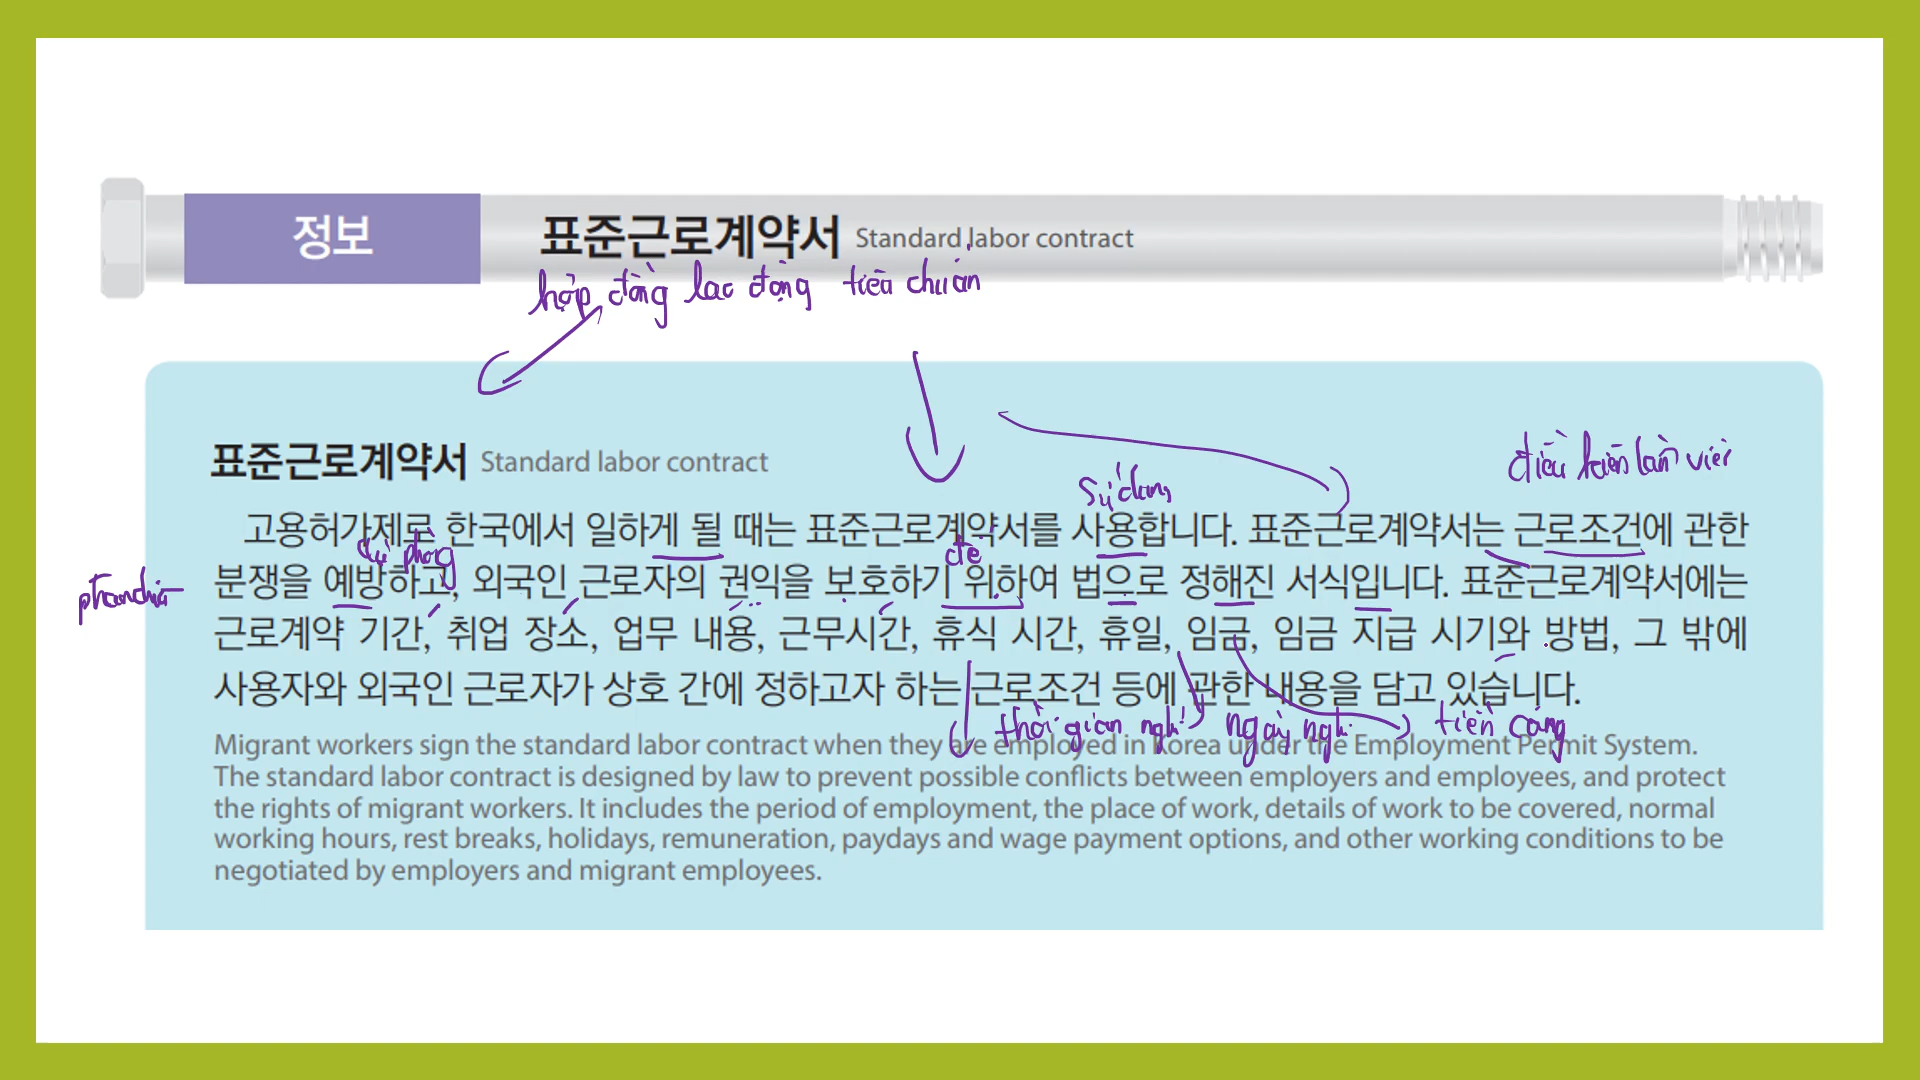 정보 표준근로계약서 Standard labor contract
hợp đồng lao động tiêu chuẩn
표준근로계약서 Standard labor contract
điều kiện làm việc
sử dụng
고용허가제로 한국에서 일하게 될 때는 표준근로계약서를 사용합니다. 표준근로계약서는 근로조건에 관한
dự phòng để
분쟁을 예방하고, 외국인 근로자의 권익을 보호하기 위하여 법으로 정해진 서식입니다. 표준근로계약서에는
근로계약 기간, 취업 장소, 업무 내용, 근무시간, 휴식 시간, 휴일, 임금, 임금 지급 시기와 방법, 그 밖에
사용자와 외국인 근로자가 상호 간에 정하고자 하는 근로조건 등에 관한 내용을 담고 있습니다.
thời gian nghỉ ngày nghỉ tiền công
Migrant workers sign the standard labor contract when they are employed in Korea under the Employment Permit System.
The standard labor contract is designed by law to prevent possible conflicts between employers and employees, and protect
the rights of migrant workers. It includes the period of employment, the place of work, details of work to be covered, normal
working hours, rest breaks, holidays, remuneration, paydays and wage payment options, and other working conditions to be
negotiated by employers and migrant employees.